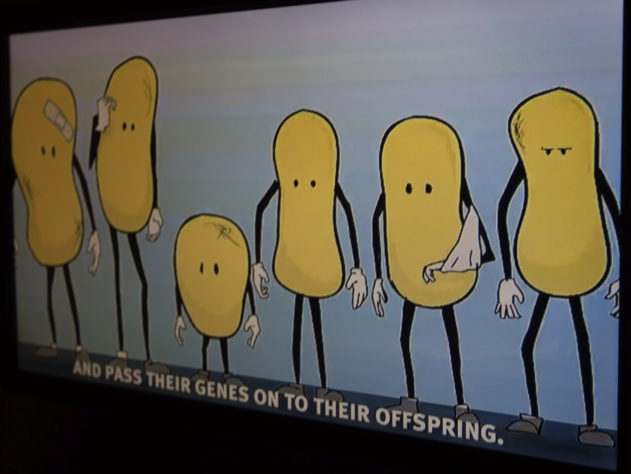 AND PASS THEIR GENES ON TO THEIR OFFSPRING.